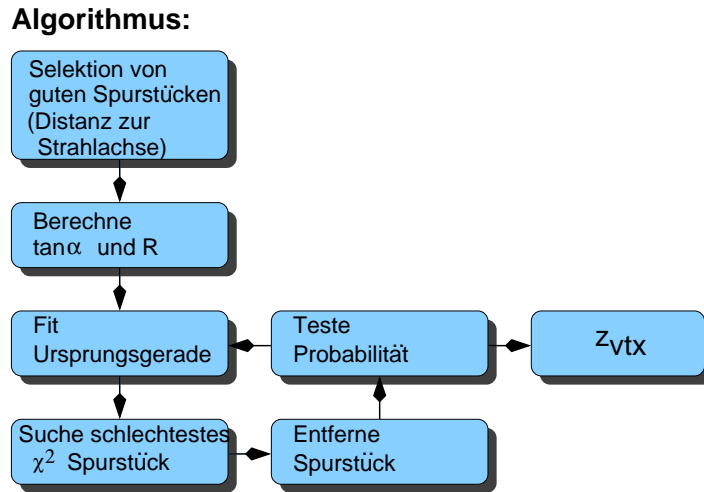 Algorithmus:
Selektion von
guten Spurstücken
(Distanz zur
Strahlachse)
Berechne
tanα und R
Fit
Ursprungsgerade
Teste
Probabilität
z_vtx
Suche schlechtestes
χ² Spurstück
Entferne
Spurstück